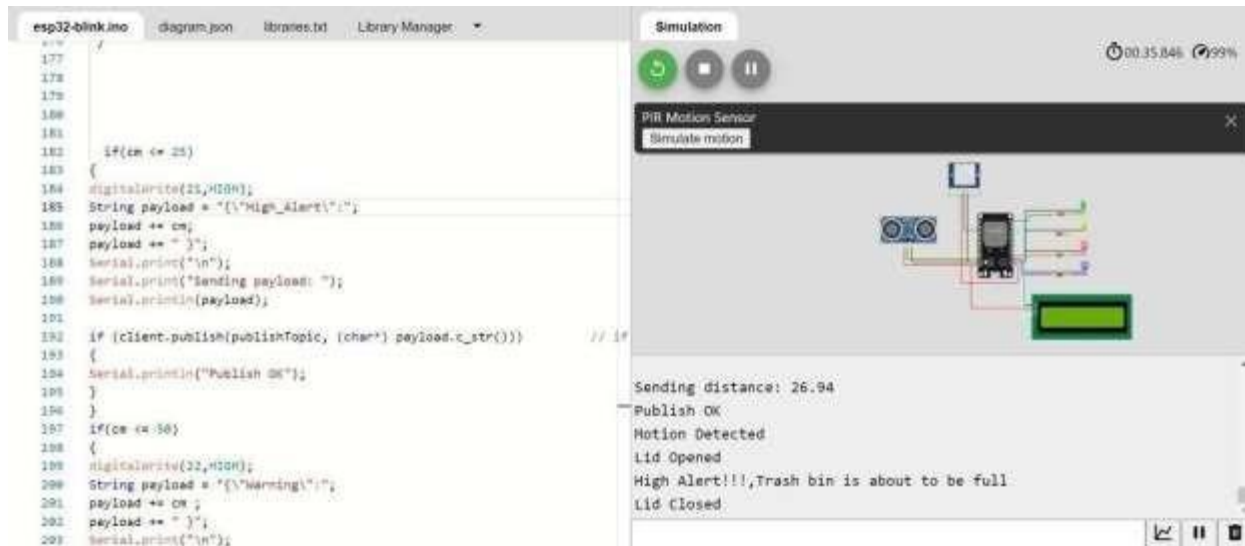 esp32-blink.ino diagram.json libraries.txt Library Manager
177
178
179
180
181
182 if(cm <= 25)
183 {
184 digitalWrite(21,HIGH);
185 String payload = "{\"High_Alert\":";
186 payload += cm;
187 payload += " }";
188 Serial.print("\n");
189 Serial.print("Sending payload: ");
190 Serial.println(payload);
191
192 if (client.publish(publishTopic, (char*) payload.c_str())) // if
193 {
194 Serial.println("Publish OK");
195 }
196 }
197 if(cm <= 50)
198 {
199 digitalWrite(22,HIGH);
200 String payload = "{\"Warning\":";
201 payload += cm ;
202 payload += " }";
203 Serial.print("\n");
Simulation
00:35.846 99%
PIR Motion Sensor
Simulate motion
Sending distance: 26.94
Publish OK
Motion Detected
Lid Opened
High Alert!!!,Trash bin is about to be full
Lid Closed